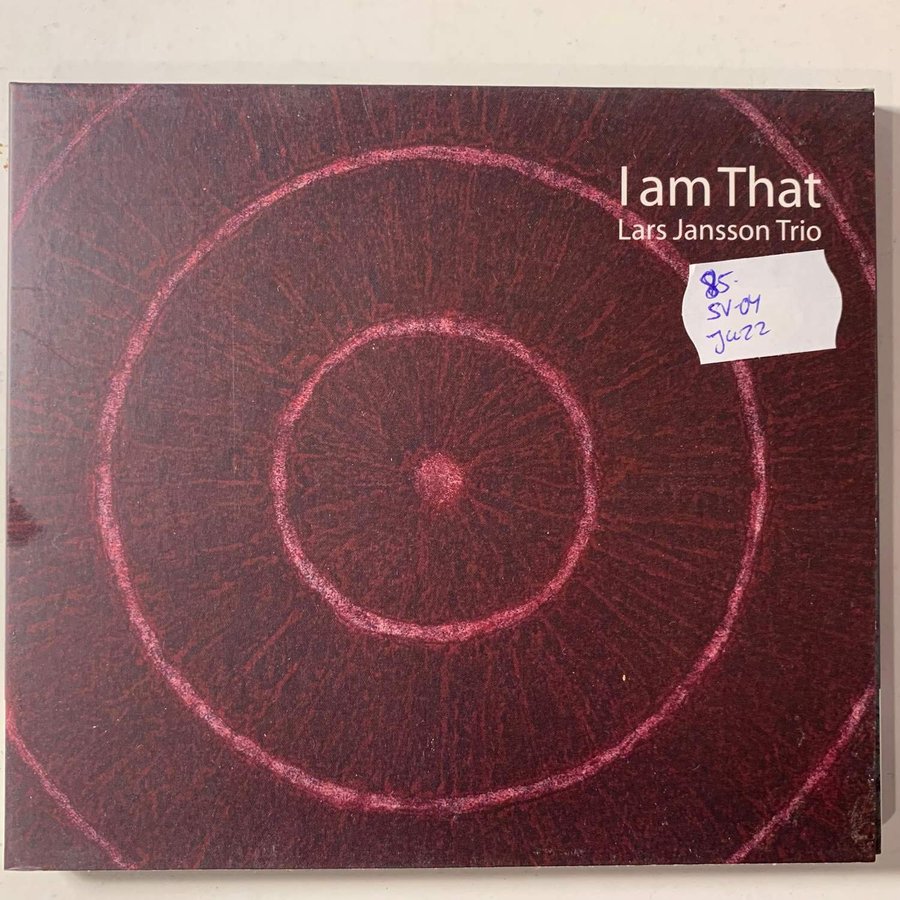 I am That
Lars Jansson Trio
85.
SV-04
Jazz